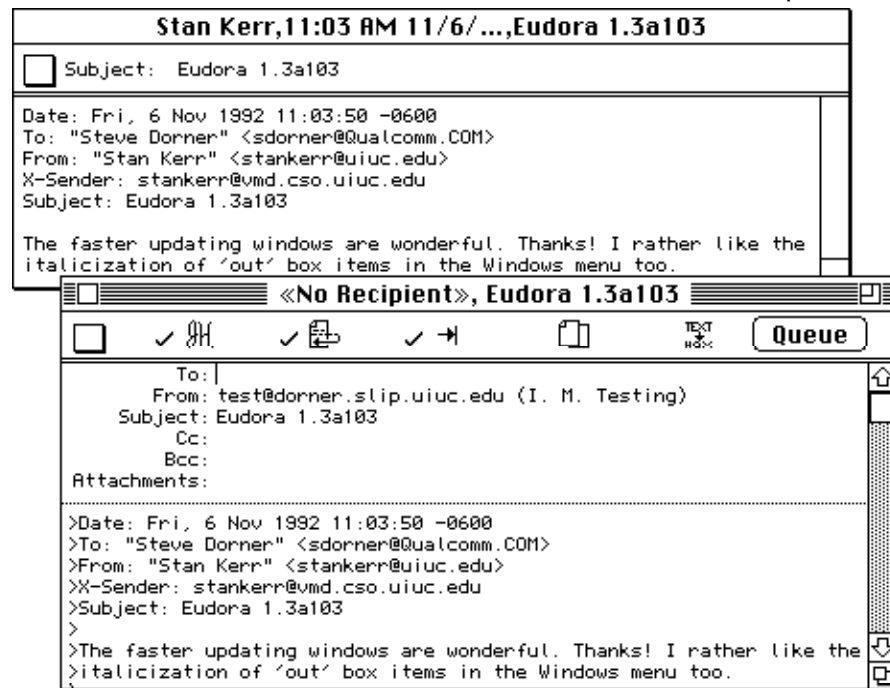 Stan Kerr,11:03 AM 11/6/...,Eudora 1.3a103
Subject: Eudora 1.3a103
Date: Fri, 6 Nov 1992 11:03:50 -0600
To: "Steve Dorner" <sdorner@Qualcomm.COM>
From: "Stan Kerr" <stankerr@uiuc.edu>
X-Sender: stankerr@vmd.cso.uiuc.edu
Subject: Eudora 1.3a103
The faster updating windows are wonderful. Thanks! I rather like the
italicization of 'out' box items in the Windows menu too.
«No Recipient», Eudora 1.3a103
TEXT Queue
To:
From: test@dorner.slip.uiuc.edu (I. M. Testing)
Subject: Eudora 1.3a103
Cc:
Bcc:
Attachments:
>Date: Fri, 6 Nov 1992 11:03:50 -0600
>To: "Steve Dorner" <sdorner@Qualcomm.COM>
>From: "Stan Kerr" <stankerr@uiuc.edu>
>X-Sender: stankerr@vmd.cso.uiuc.edu
>Subject: Eudora 1.3a103
>
>The faster updating windows are wonderful. Thanks! I rather like the
>italicization of 'out' box items in the Windows menu too.